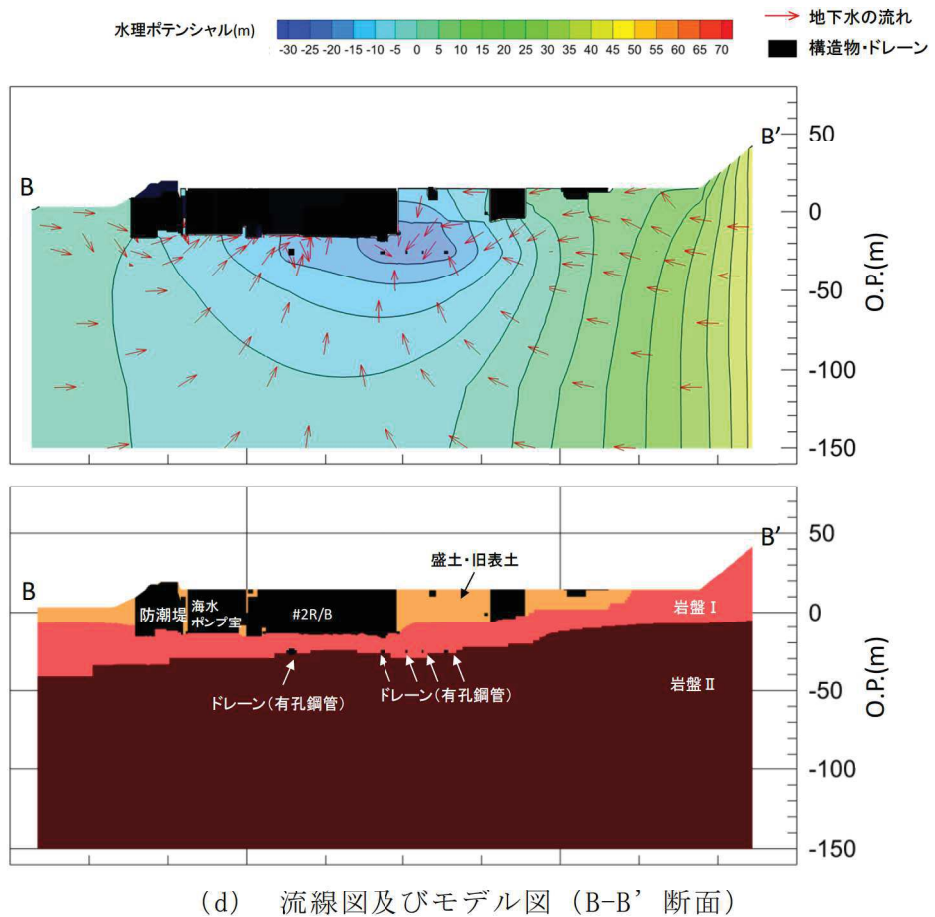 水理ポテンシャル(m)
-30 -25 -20 -15 -10 -5 0 5 10 15 20 25 30 35 40 45 50 55 60 65 70
地下水の流れ
構造物・ドレーン
B
B'
50
0
-50
-100
-150
O.P.(m)
B
B'
盛土・旧表土
防潮堤
海水
ポンプ室
#2R/B
岩盤Ⅰ
ドレーン(有孔鋼管)
ドレーン(有孔鋼管)
岩盤Ⅱ
50
0
-50
-100
-150
O.P.(m)
(d) 流線図及びモデル図 (B-B’断面)